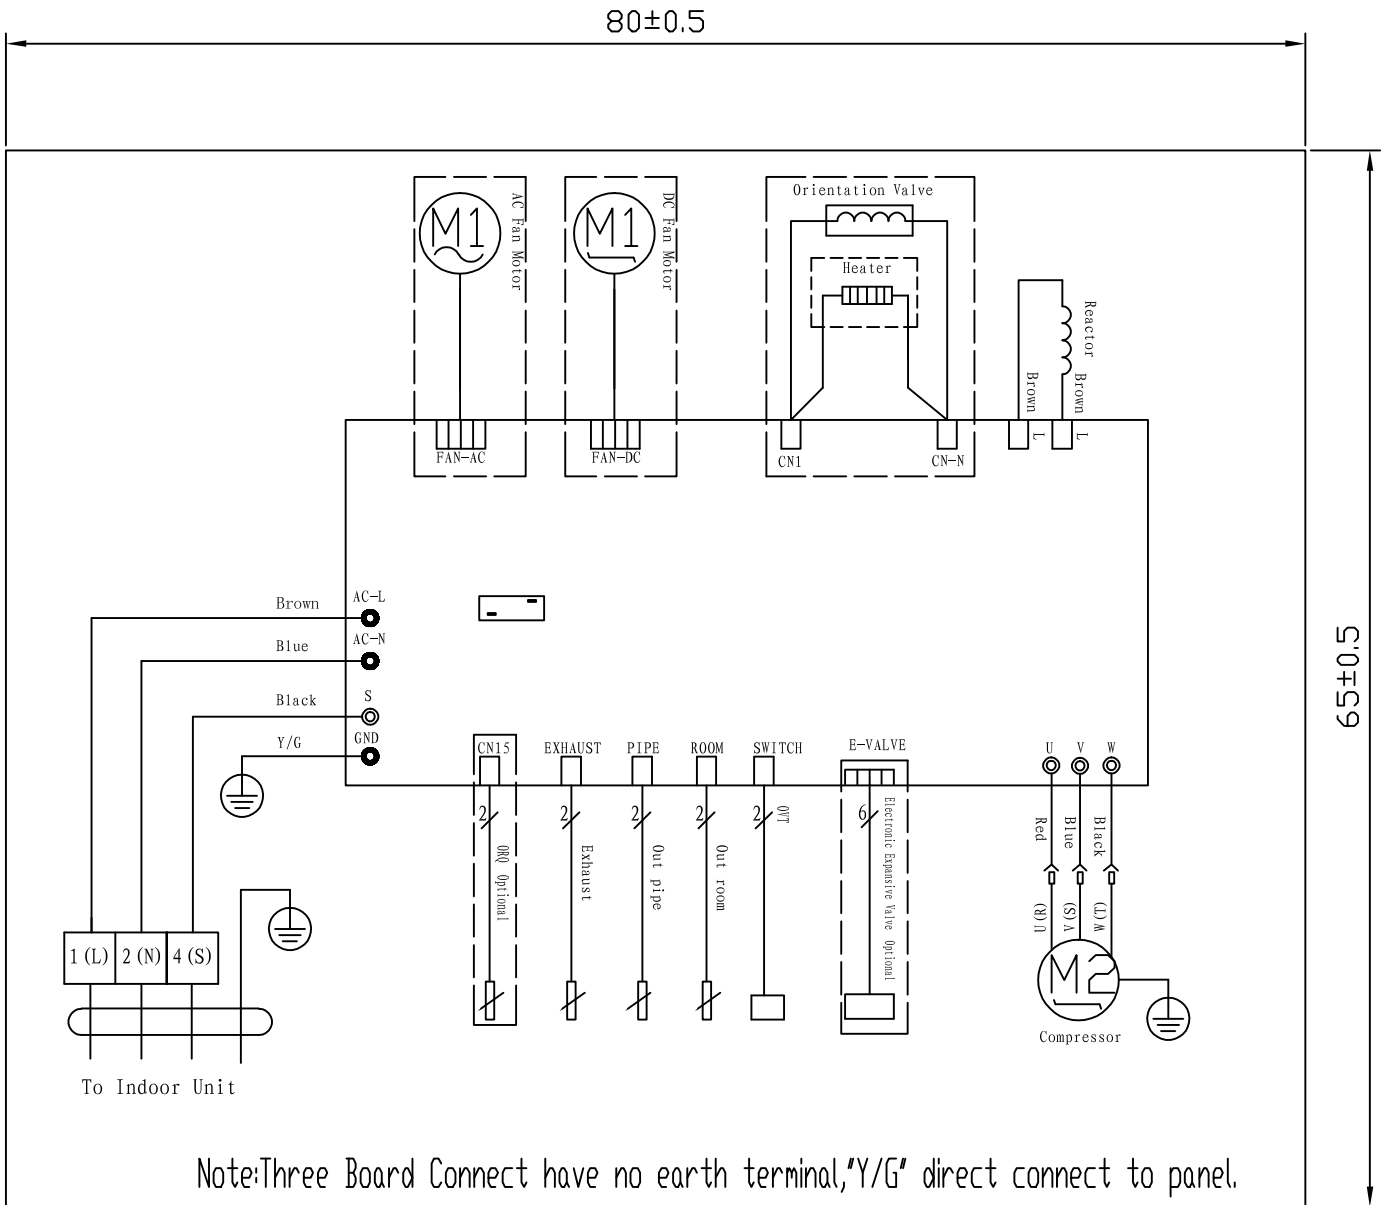 80±0.5
65±0.5
M1
AC Fan Motor
FAN-AC
M1
DC Fan Motor
FAN-DC
Orientation Valve
Heater
CN1
CN-N
Reactor
Brown
Brown
L
L
Brown
AC-L
Blue
AC-N
Black
S
Y/G
GND
CN15
EXHAUST
PIPE
ROOM
SWITCH
E-VALVE
U
V
W
2
2
2
2
2
6
OVT
ORQ Optional
Exhaust
Out pipe
Out room
Electronic Expansive Valve Optional
Red
Blue
Black
U(R)
V(S)
W(T)
M2
Compressor
1(L)
2(N)
4(S)
To Indoor Unit
Note:Three Board Connect have no earth terminal,"Y/G" direct connect to panel.